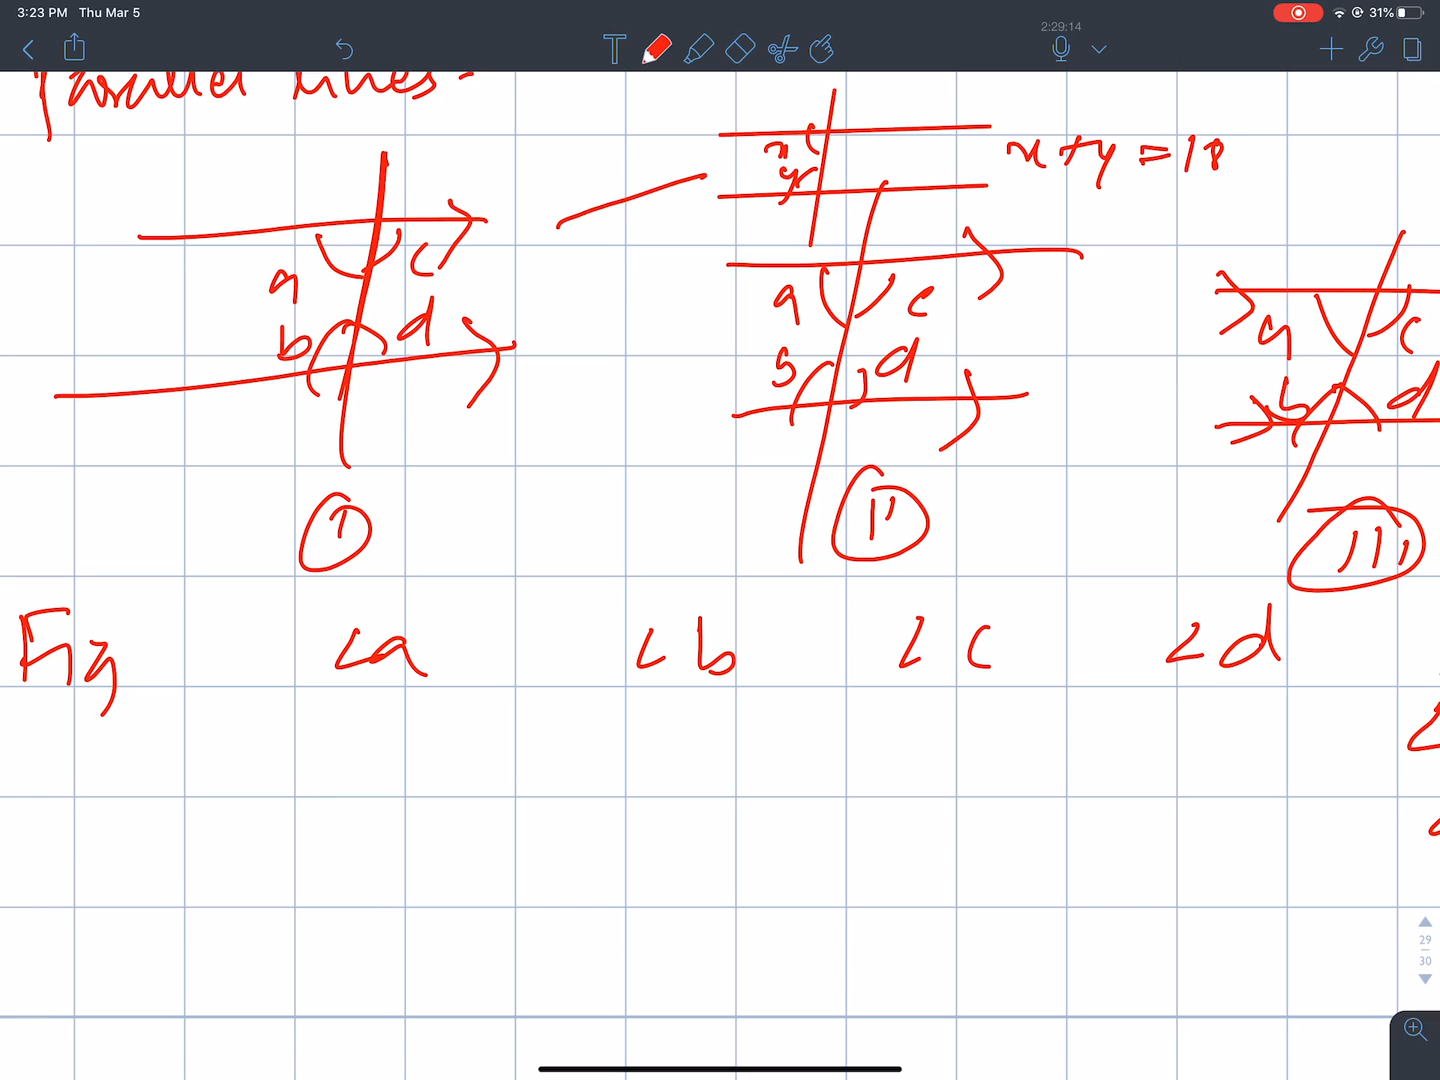 3:23 PM Thu Mar 5
31%
2:29:14
T
Parallel lines-
x
y
x + y = 18
a c
b d
a c
b d
a c
b d
I
II
III
Fig ∠a ∠b ∠c ∠d
29
30